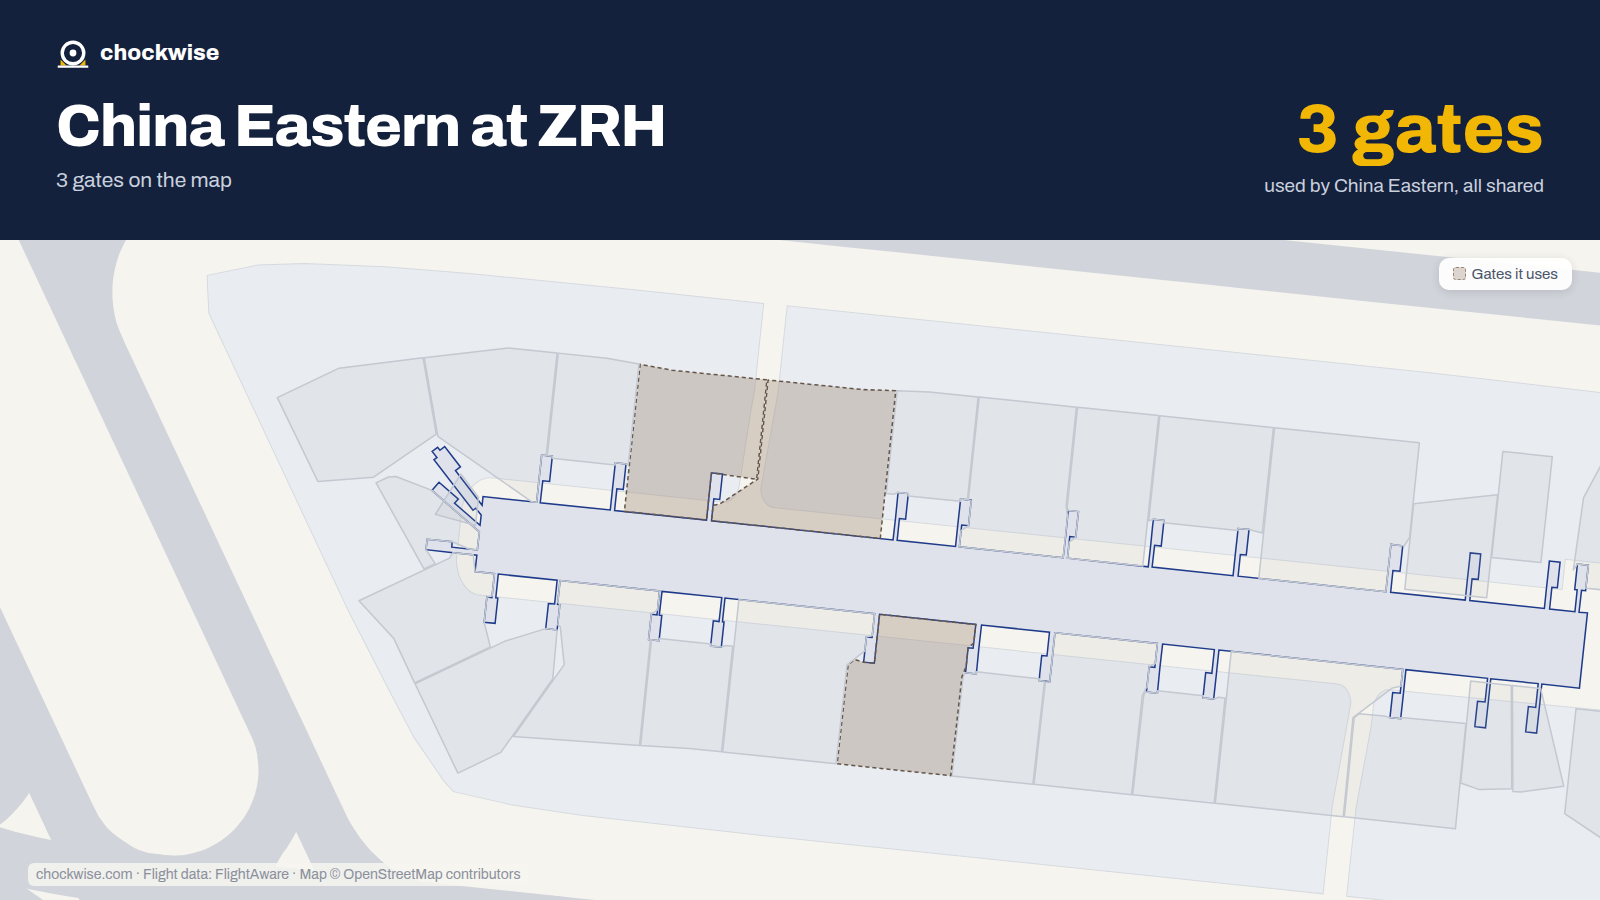 chockwise
China Eastern at ZRH
3 gates on the map
3 gates
used by China Eastern, all shared
Gates it uses
chockwise.com · Flight data: FlightAware · Map © OpenStreetMap contributors